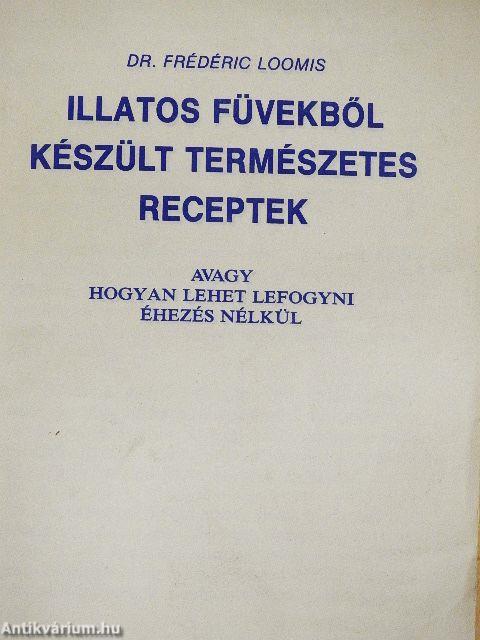 DR. FRÉDÉRIC LOOMIS
ILLATOS FÜVEKBŐL
KÉSZÜLT TERMÉSZETES
RECEPTEK
AVAGY
HOGYAN LEHET LEFOGYNI
ÉHEZÉS NÉLKÜL
Antikvárium.hu